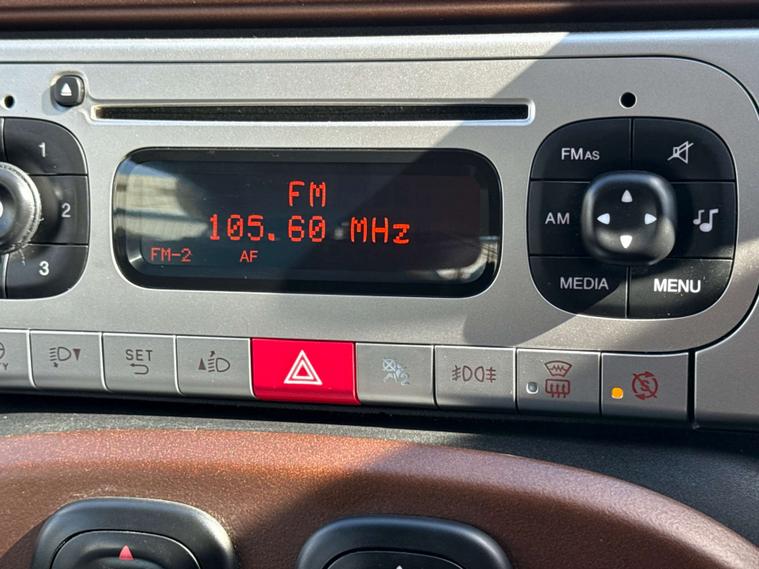 1
2
3
FM
105.60 MHz
FM-2
AF
FMAS
AM
MEDIA
MENU
SET